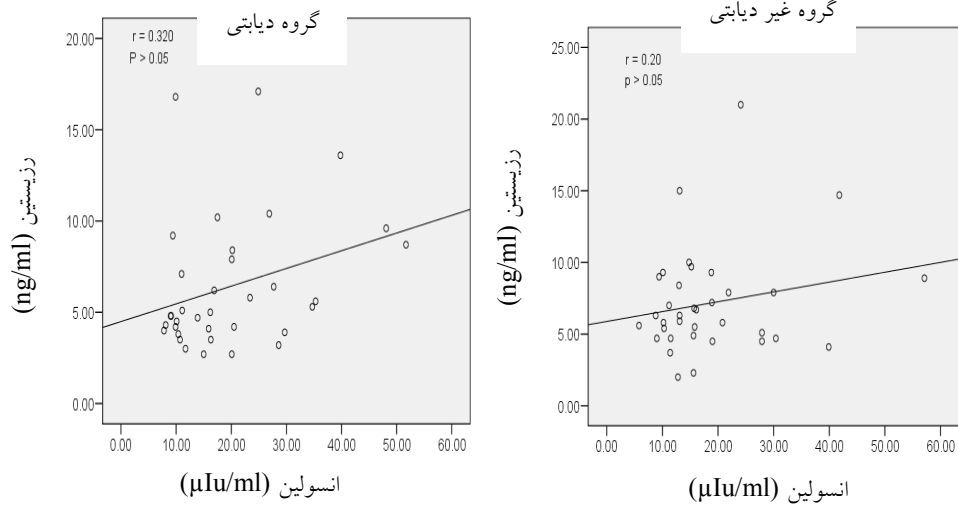 گروه دیابتی
r = 0.320
P > 0.05
20.00
15.00
10.00
5.00
0.00
رزیستین (ng/ml)
0.00 10.00 20.00 30.00 40.00 50.00 60.00
انسولین (µIu/ml)
گروه غیر دیابتی
r = 0.20
p > 0.05
25.00
20.00
15.00
10.00
5.00
0.00
رزیستین (ng/ml)
0.00 10.00 20.00 30.00 40.00 50.00 60.00
انسولین (µIu/ml)